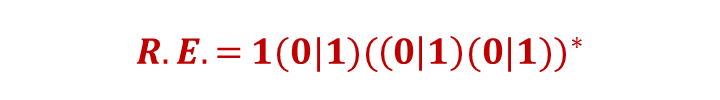 R. E. = 1(0|1)((0|1)(0|1))*